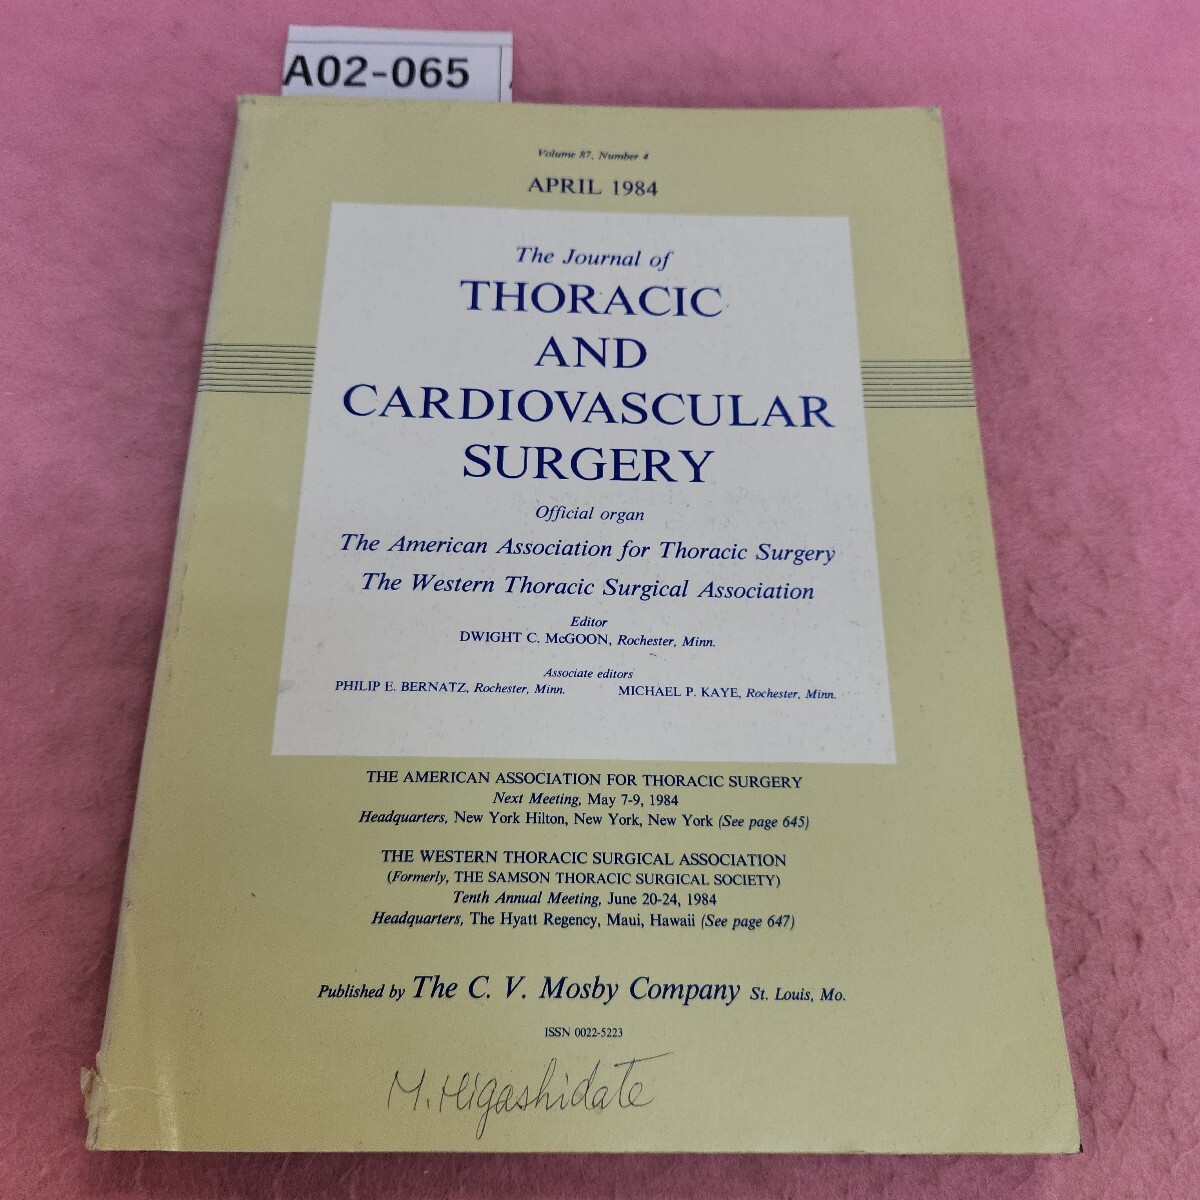 A02-065
Volume 87, Number 4
APRIL 1984
The Journal of
THORACIC
AND
CARDIOVASCULAR
SURGERY
Official organ
The American Association for Thoracic Surgery
The Western Thoracic Surgical Association
Editor
DWIGHT C. McGOON, Rochester, Minn.
Associate editors
PHILIP E. BERNATZ, Rochester, Minn. MICHAEL P. KAYE, Rochester, Minn.
THE AMERICAN ASSOCIATION FOR THORACIC SURGERY
Next Meeting, May 7-9, 1984
Headquarters, New York Hilton, New York, New York (See page 645)
THE WESTERN THORACIC SURGICAL ASSOCIATION
(Formerly, THE SAMSON THORACIC SURGICAL SOCIETY)
Tenth Annual Meeting, June 20-24, 1984
Headquarters, The Hyatt Regency, Maui, Hawaii (See page 647)
Published by The C. V. Mosby Company St. Louis, Mo.
ISSN 0022-5223
M. Higashidate